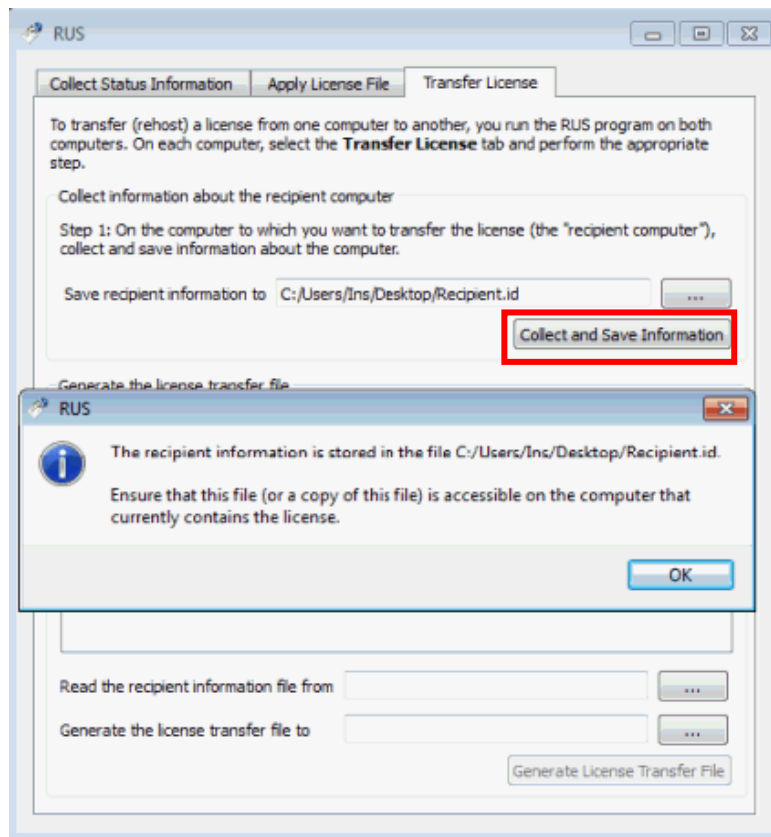 RUS
Collect Status Information
Apply License File
Transfer License
To transfer (rehost) a license from one computer to another, you run the RUS program on both
computers. On each computer, select the Transfer License tab and perform the appropriate
step.
Collect information about the recipient computer
Step 1: On the computer to which you want to transfer the license (the "recipient computer"),
collect and save information about the computer.
Save recipient information to C:/Users/Ins/Desktop/Recipient.id
...
Collect and Save Information
Generate the license transfer file
RUS
The recipient information is stored in the file C:/Users/Ins/Desktop/Recipient.id.
Ensure that this file (or a copy of this file) is accessible on the computer that
currently contains the license.
OK
Read the recipient information file from
...
Generate the license transfer file to
...
Generate License Transfer File